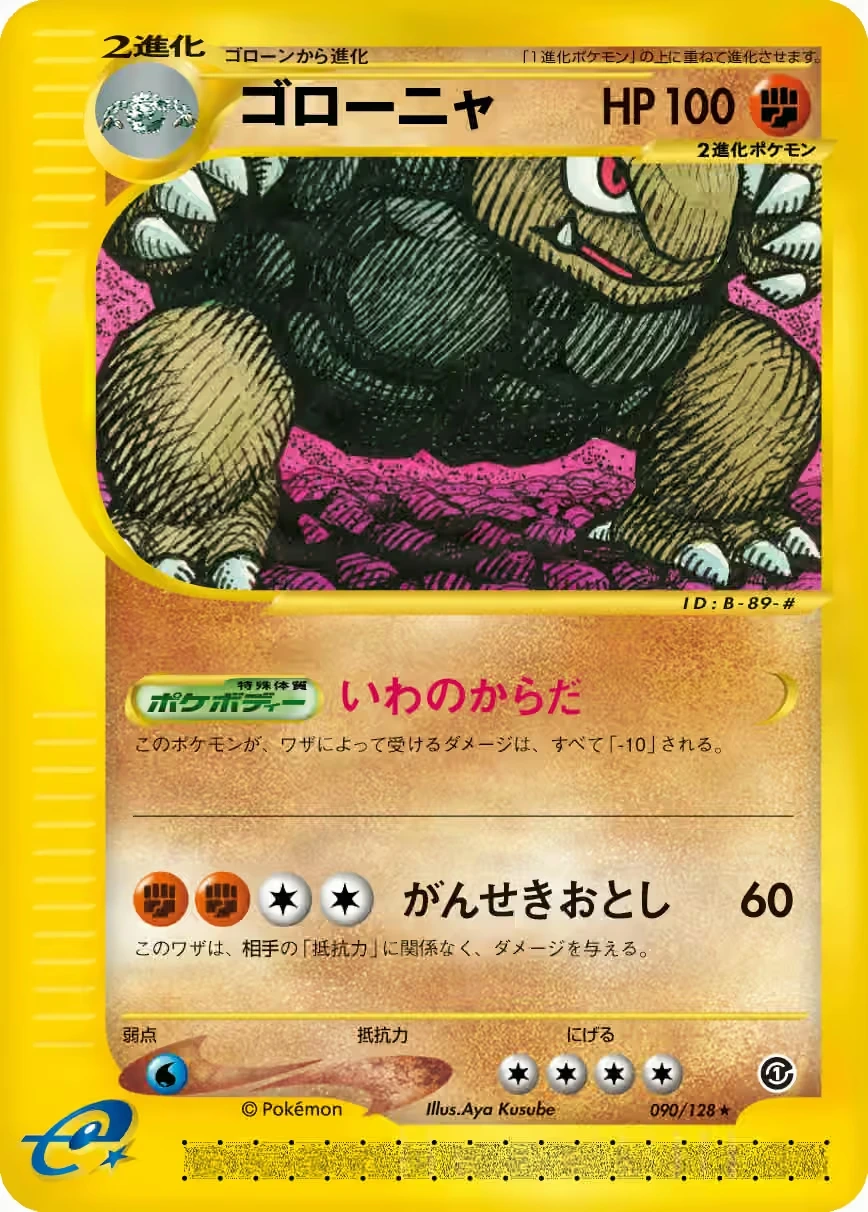 2進化
ゴローンから進化
「1進化ポケモン」の上に重ねて進化させます。
ゴローニャ
HP 100
2進化ポケモン
ID:B-89-#
特殊体質
ポケボディー
いわのからだ
このポケモンが、ワザによって受けるダメージは、すべて「-10」される。
がんせきおとし
60
このワザは、相手の「抵抗力」に関係なく、ダメージを与える。
弱点
抵抗力
にげる
1
© Pokémon
Illus.Aya Kusube
090/128★
e